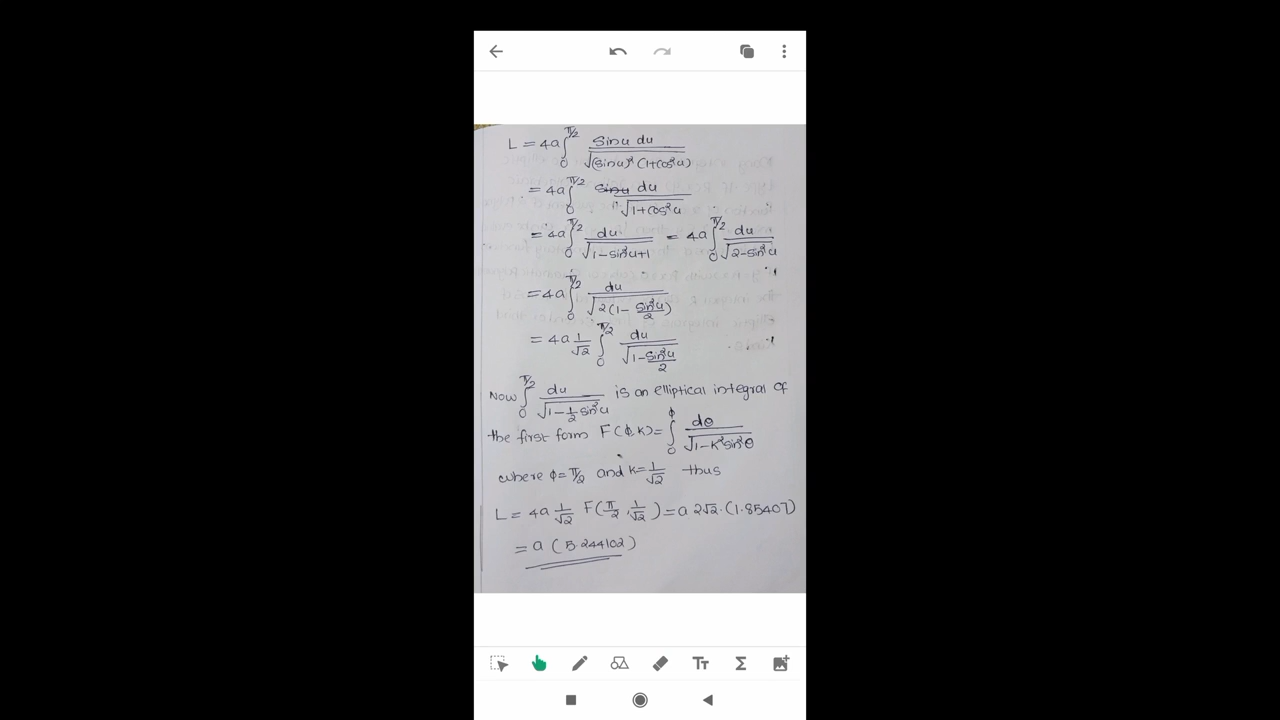 L = 4a ∫₀^{π/2} sinu du / √((sinu)² (1+cos²u))
= 4a ∫₀^{π/2} sinu du / √(1+cos²u)
= 4a ∫₀^{π/2} du / √(1-sin²u+1) = 4a ∫₀^{π/2} du / √(2-sin²u)
= 4a ∫₀^{π/2} du / √(2(1- sin²u/2))
= 4a 1/√2 ∫₀^{π/2} du / √(1-sin²u/2)
Now ∫₀^{π/2} du / √(1-½ sin²u) is an elliptical integral of
the first form F(ϕ,k)= ∫₀^ϕ dθ / √(1-k²sin²θ)
where ϕ=π/2 and k=1/√2 thus
L = 4a 1/√2 F(π/2, 1/√2) = a 2√2·(1.85407)
= a (5.244102)
Tт
Σ